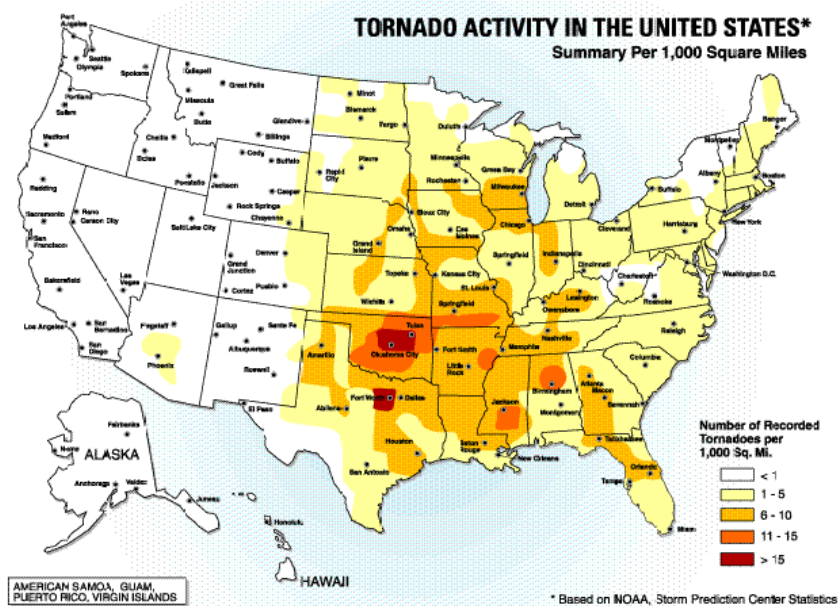 TORNADO ACTIVITY IN THE UNITED STATES*
Summary Per 1,000 Square Miles
Port
Angeles
Seattle
Olympia
Spokane
Kalispell
Great Falls
Portland
Salem
Missoula
Butte
Glendive
Billings
Minot
Bismarck
Fargo
Duluth
Bangor
Medford
Boise
Cody
Buffalo
Pierre
Rapid
City
Minneapolis
Rochester
Green Bay
Milwaukee
Montpelier
Albany
Boston
Buffalo
Redding
Pocatello
Jackson
Casper
Rock Springs
Cheyenne
Sioux City
Detroit
Chicago
Cleveland
Harrisburg
New York
Sacramento
San
Francisco
Reno
Carson City
Salt Lake City
Omaha
Des
Moines
Grand
Island
Denver
Grand
Junction
Cortez
Pueblo
Springfield
Indianapolis
Cincinnati
Washington D.C.
Charleston
Roanoke
Topeka
Kansas City
St. Louis
Bakersfield
Las
Vegas
Wichita
Springfield
Lexington
Owensboro
Los Angeles
San
Bernadino
San
Diego
Flagstaff
Phoenix
Gallup
Santa Fe
Albuquerque
Roswell
Amarillo
Tulsa
Oklahoma City
Fort Smith
Little
Rock
Memphis
Nashville
Raleigh
Columbia
El Paso
Abilene
Fort Worth
Dallas
Jackson
Birmingham
Montgomery
Atlanta
Macon
Savannah
Houston
San Antonio
Baton
Rouge
New Orleans
Tallahassee
Orlando
Tampa
Miami
Fairbanks
Nome
ALASKA
Anchorage
Valdez
Juneau
Honolulu
HAWAII
Number of Recorded
Tornadoes per
1,000 Sq. Mi.
< 1
1 - 5
6 - 10
11 - 15
> 15
AMERICAN SAMOA, GUAM,
PUERTO RICO, VIRGIN ISLANDS
* Based on NOAA, Storm Prediction Center Statistics